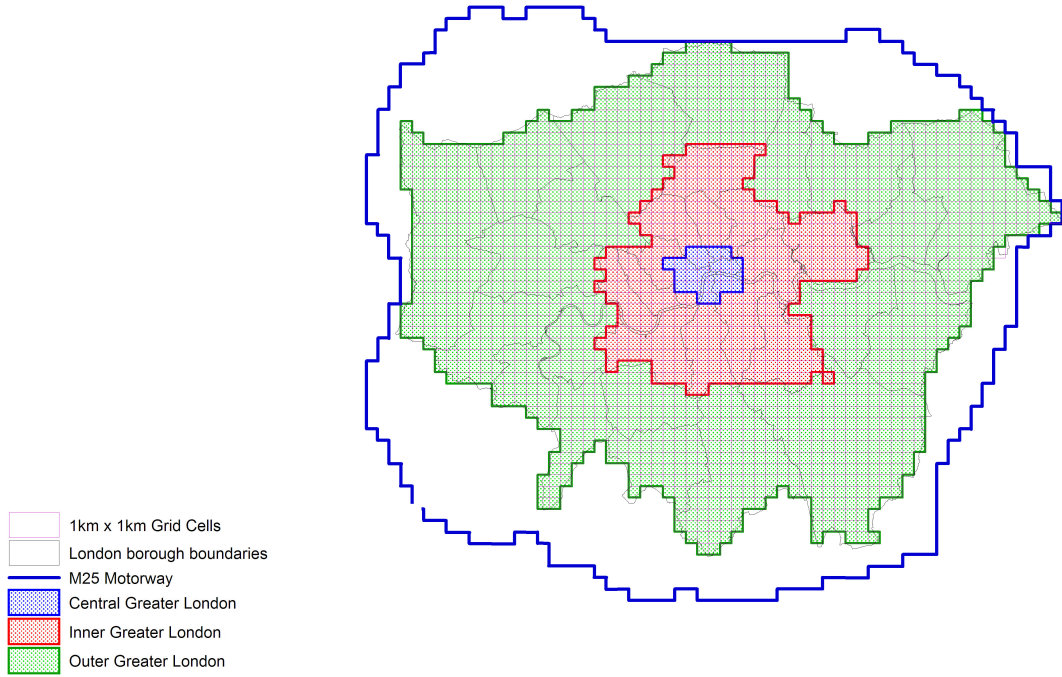 1km x 1km Grid Cells
London borough boundaries
M25 Motorway
Central Greater London
Inner Greater London
Outer Greater London